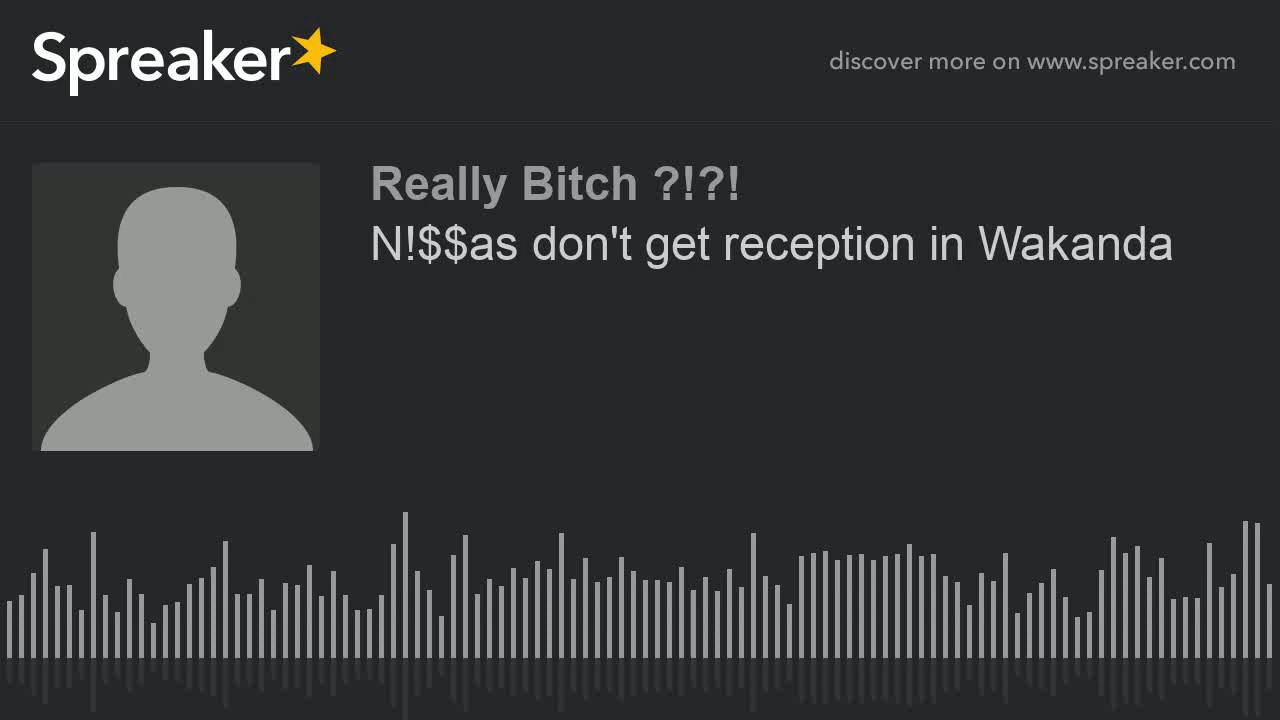 Spreaker
discover more on www.spreaker.com
Really Bitch ?!?!
N!$$as don't get reception in Wakanda